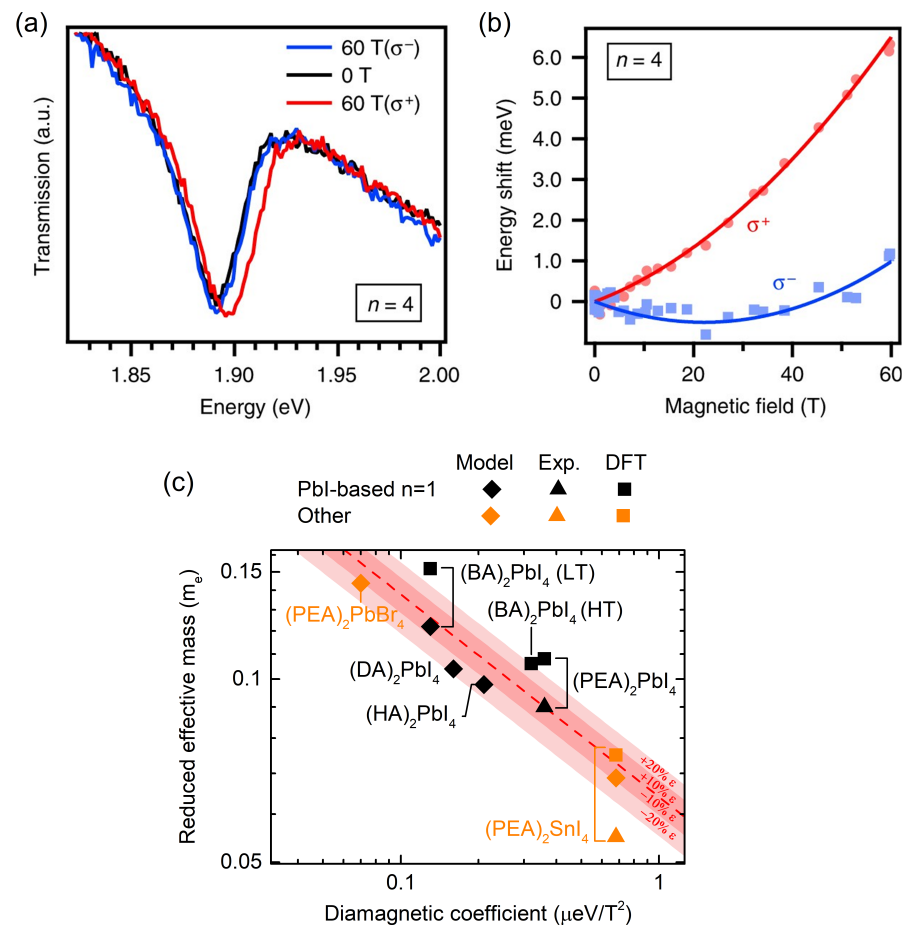 (a)
60 T(σ⁻)
0 T
60 T(σ⁺)
Transmission (a.u.)
n = 4
1.85
1.90
1.95
2.00
Energy (eV)
(b)
n = 4
6.0
5.0
4.0
3.0
2.0
1.0
0
Energy shift (meV)
σ⁺
σ⁻
0
20
40
60
Magnetic field (T)
(c)
Model Exp. DFT
PbI-based n=1
Other
0.15
0.1
0.05
Reduced effective mass (mₑ)
(BA)₂PbI₄ (LT)
(BA)₂PbI₄ (HT)
(PEA)₂PbBr₄
(DA)₂PbI₄
(PEA)₂PbI₄
(HA)₂PbI₄
+20% ε
+10% ε
−10% ε
−20% ε
(PEA)₂SnI₄
0.1
1
Diamagnetic coefficient (μeV/T²)